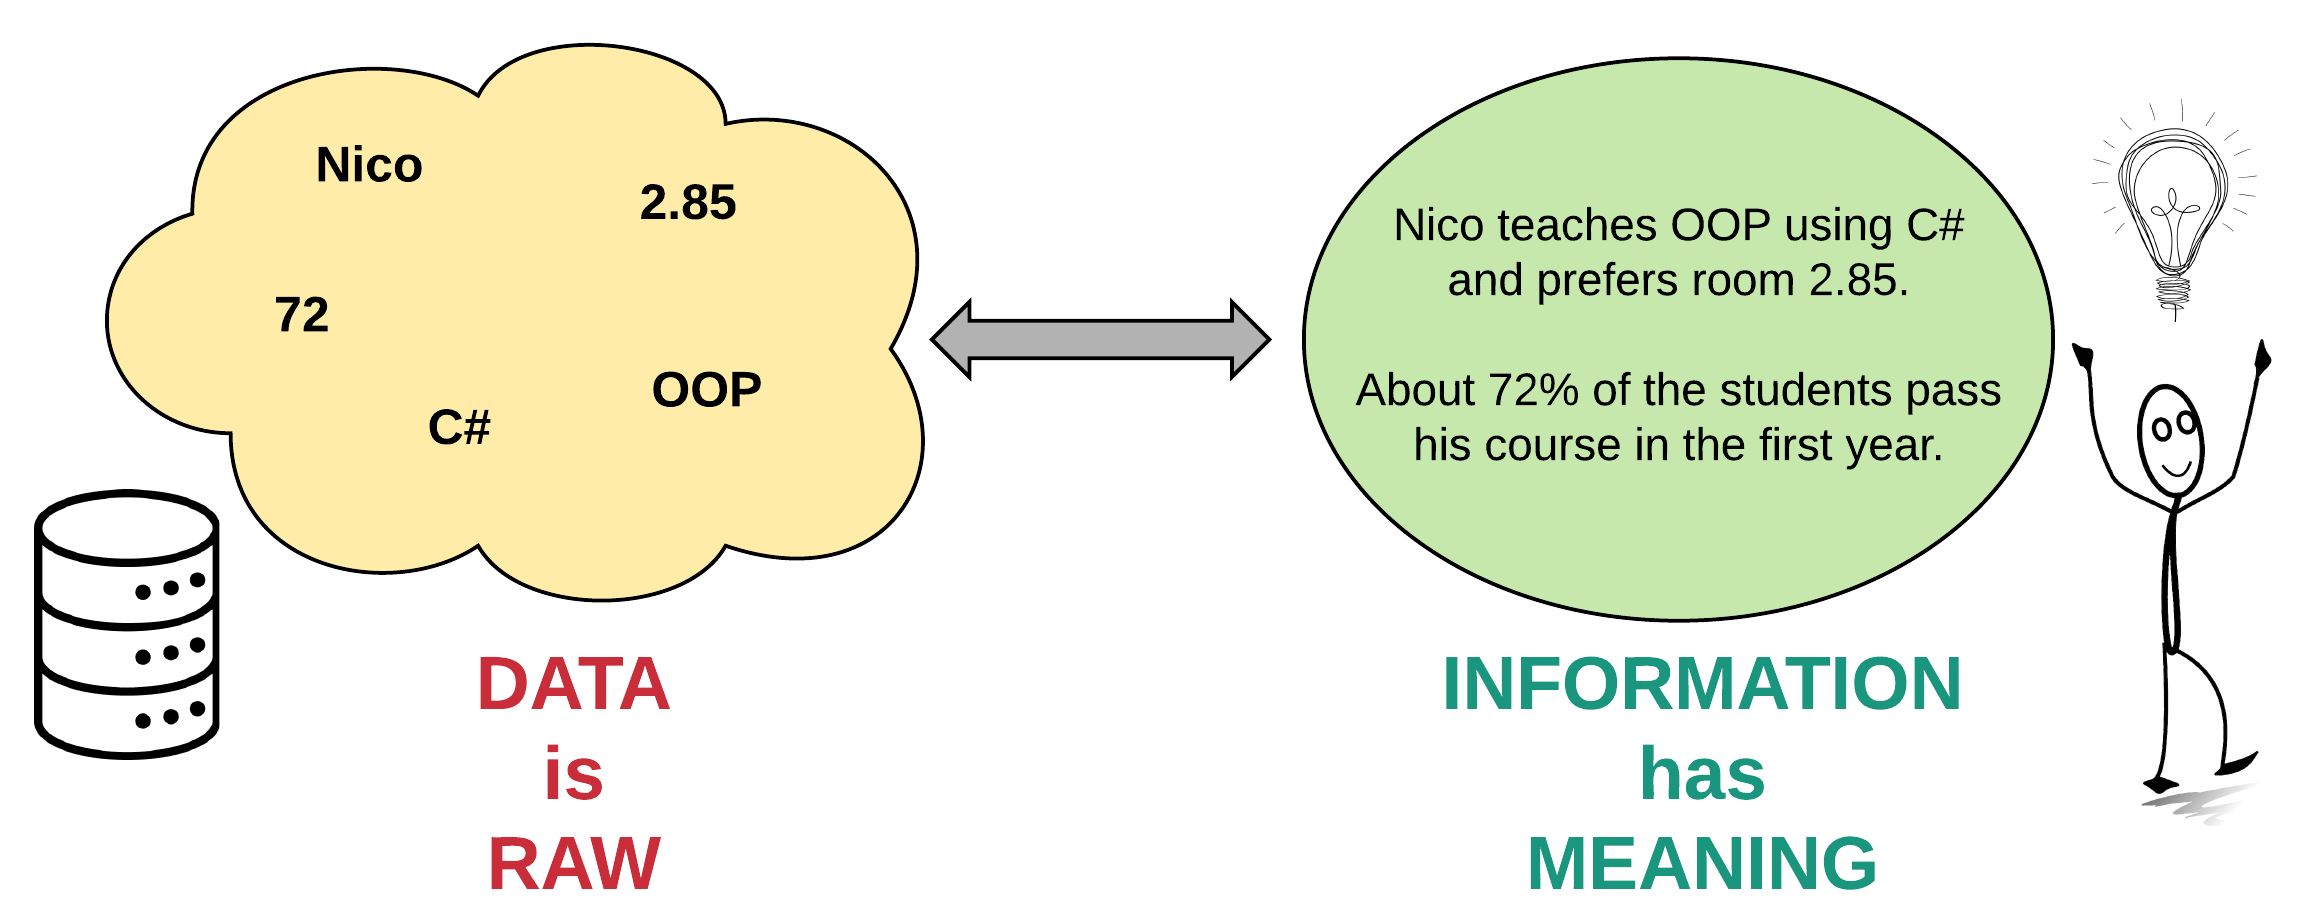 Nico
2.85
72
OOP
C#
DATA
is
RAW
Nico teaches OOP using C#
and prefers room 2.85.
About 72% of the students pass
his course in the first year.
INFORMATION
has
MEANING